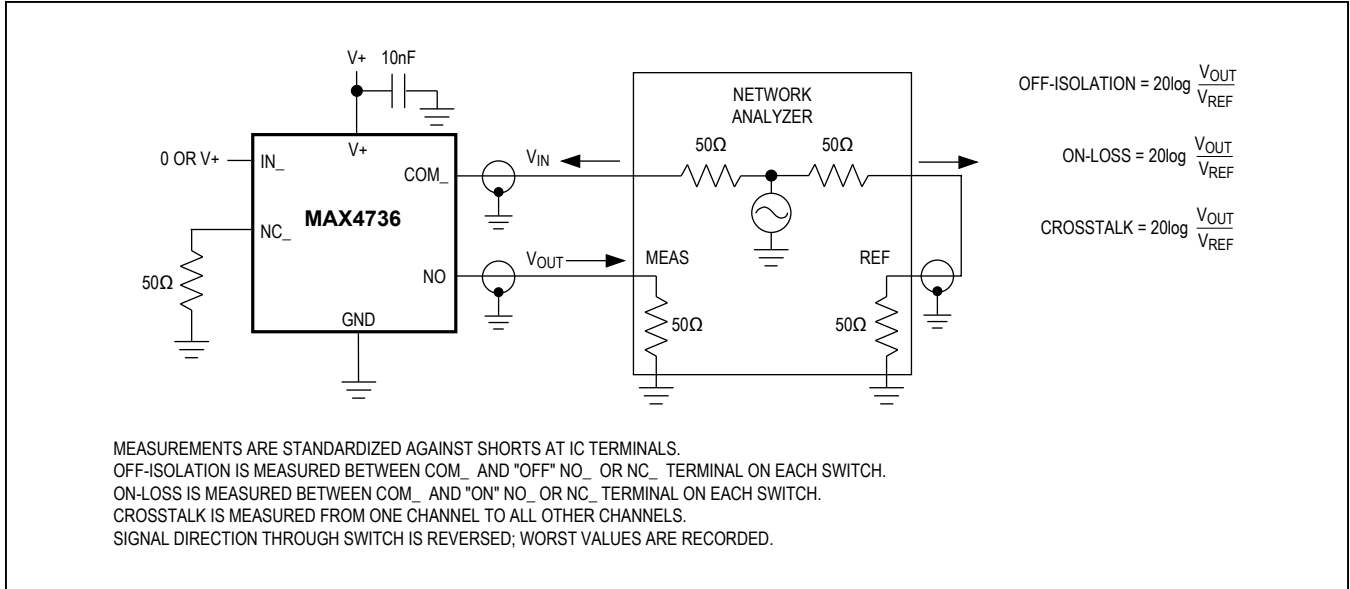 V+ 10nF
V+
0 OR V+
IN_
COM_
MAX4736
NC_
NO
50Ω
GND
VIN
VOUT
NETWORK
ANALYZER
50Ω
50Ω
MEAS
REF
50Ω
50Ω
OFF-ISOLATION = 20log VOUT
VREF
ON-LOSS = 20log VOUT
VREF
CROSSTALK = 20log VOUT
VREF
MEASUREMENTS ARE STANDARDIZED AGAINST SHORTS AT IC TERMINALS.
OFF-ISOLATION IS MEASURED BETWEEN COM_ AND "OFF" NO_ OR NC_ TERMINAL ON EACH SWITCH.
ON-LOSS IS MEASURED BETWEEN COM_ AND "ON" NO_ OR NC_ TERMINAL ON EACH SWITCH.
CROSSTALK IS MEASURED FROM ONE CHANNEL TO ALL OTHER CHANNELS.
SIGNAL DIRECTION THROUGH SWITCH IS REVERSED; WORST VALUES ARE RECORDED.